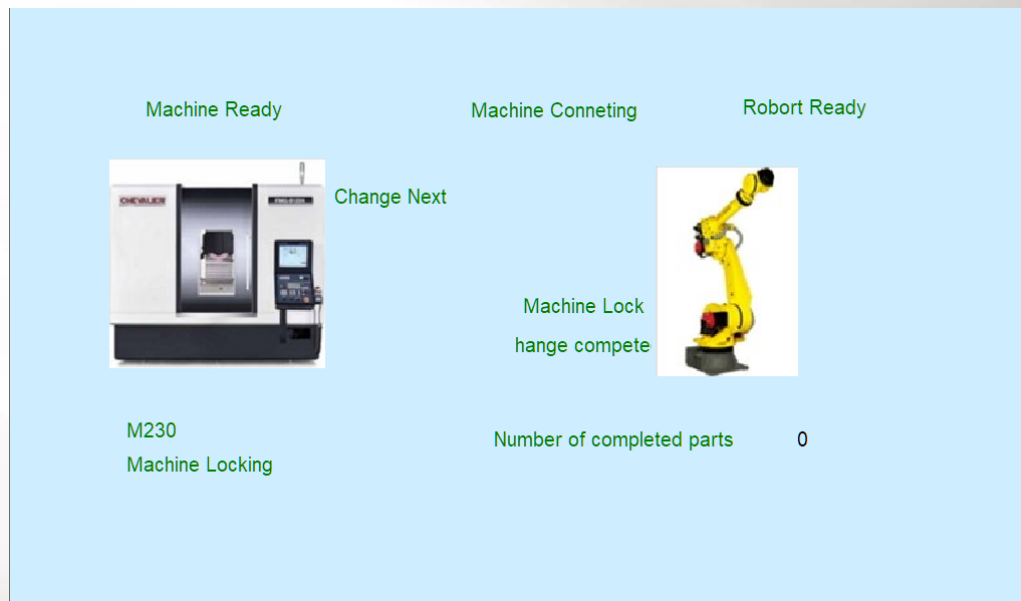 Machine Ready
Machine Conneting
Robort Ready
CHEVALIER
Change Next
Machine Lock
hange compete
M230
Machine Locking
Number of completed parts 0